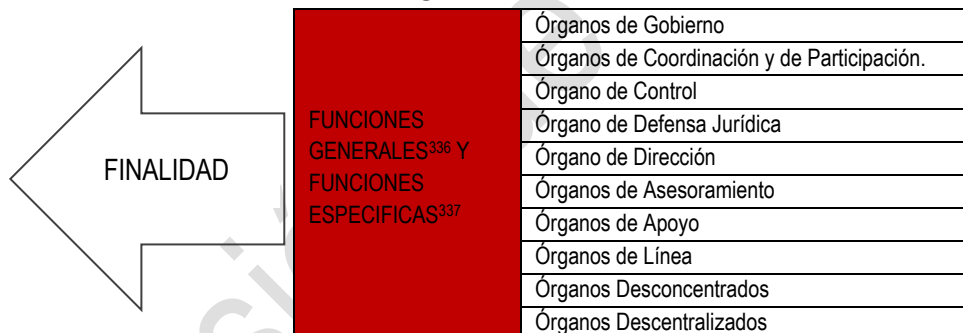 FINALIDAD
FUNCIONES
GENERALES336 Y
FUNCIONES
ESPECIFICAS337
Órganos de Gobierno
Órganos de Coordinación y de Participación.
Órgano de Control
Órgano de Defensa Jurídica
Órgano de Dirección
Órganos de Asesoramiento
Órganos de Apoyo
Órganos de Línea
Órganos Desconcentrados
Órganos Descentralizados